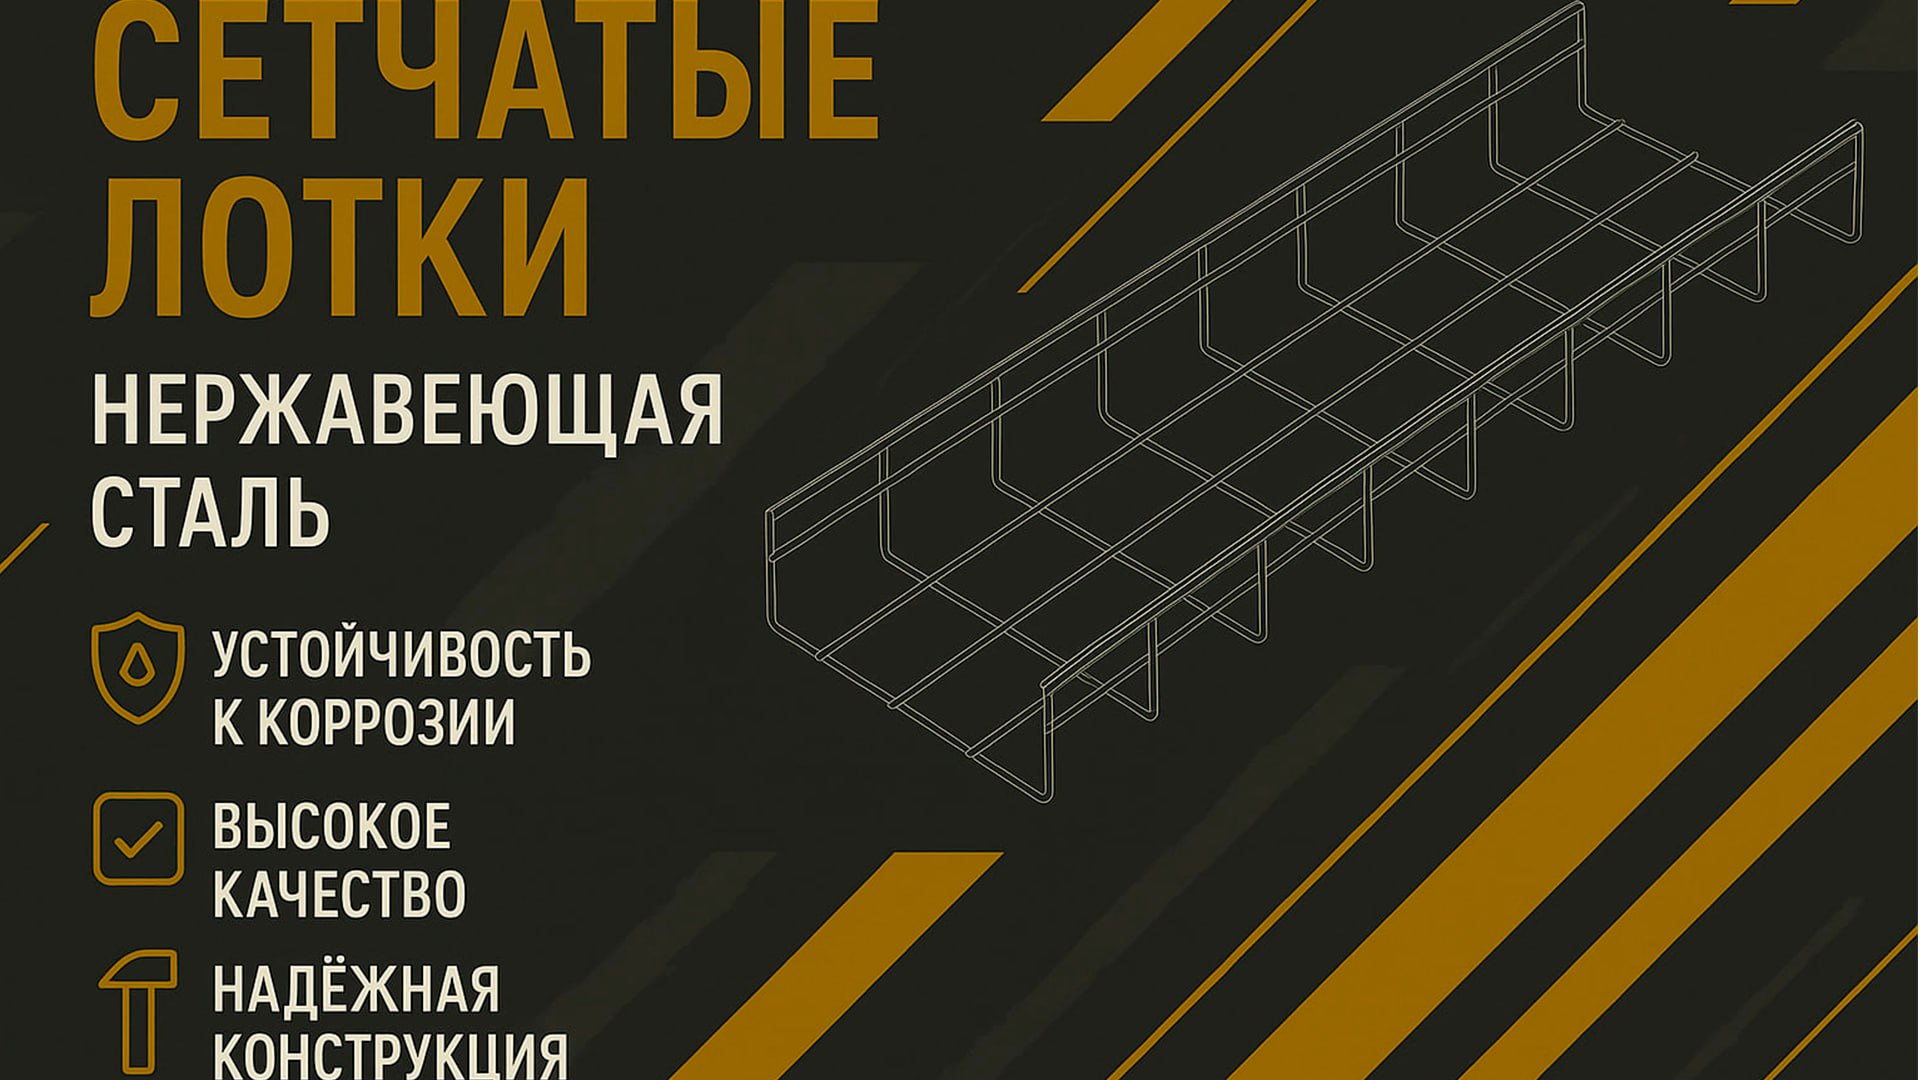 СЕТЧАТЫЕ
ЛОТКИ
НЕРЖАВЕЮЩАЯ
СТАЛЬ
УСТОЙЧИВОСТЬ
К КОРРОЗИИ
ВЫСОКОЕ
КАЧЕСТВО
НАДЁЖНАЯ
КОНСТРУКЦИЯ